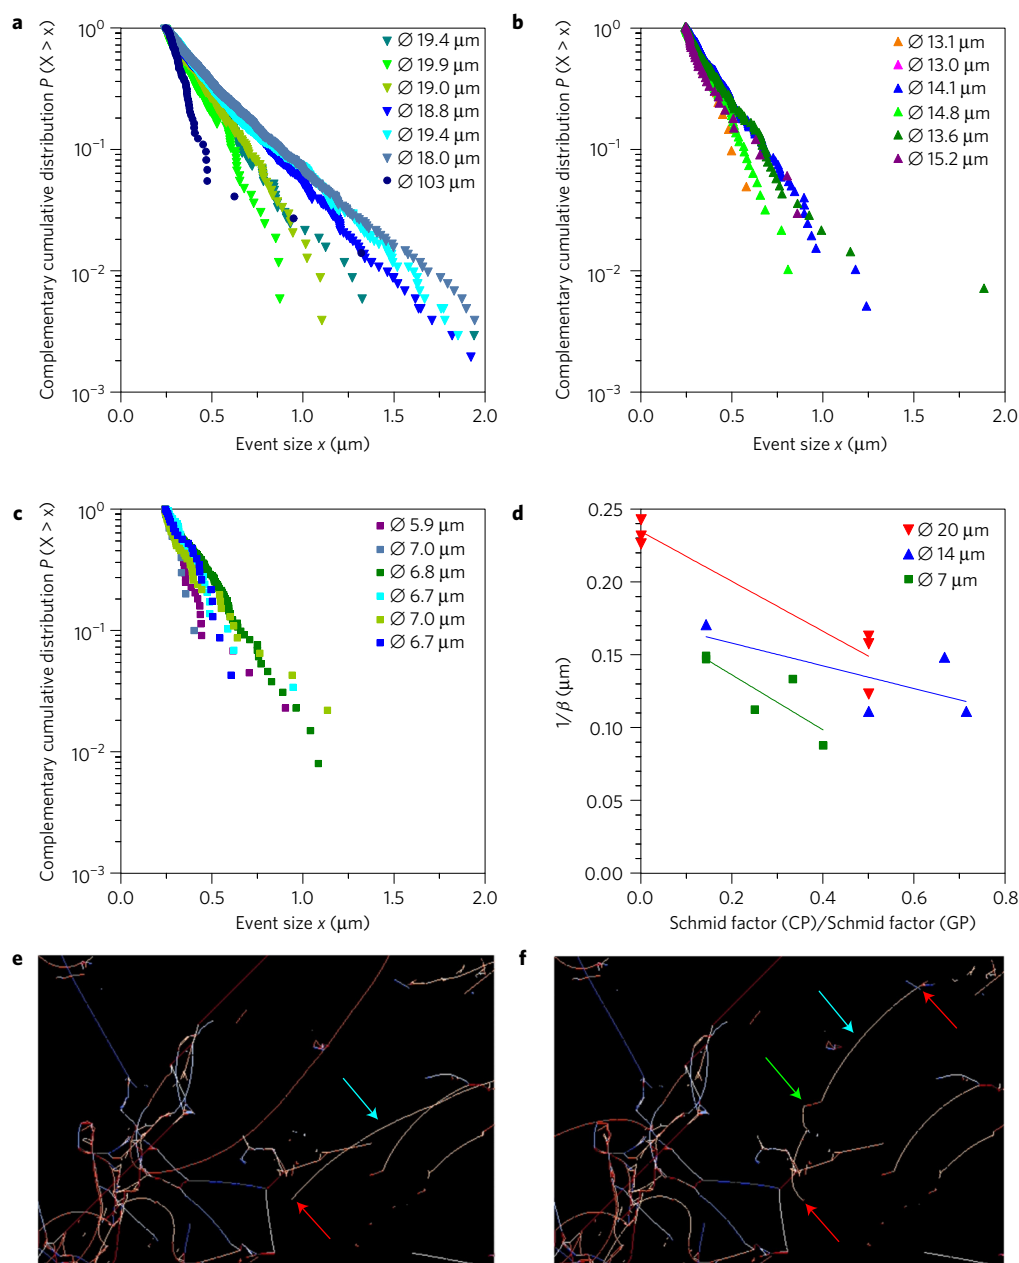 a
Complementary cumulative distribution P (X > x)
10⁰
10⁻¹
10⁻²
10⁻³
0.0 0.5 1.0 1.5 2.0
Event size x (μm)
Ø 19.4 μm
Ø 19.9 μm
Ø 19.0 μm
Ø 18.8 μm
Ø 19.4 μm
Ø 18.0 μm
Ø 103 μm
b
Complementary cumulative distribution P (X > x)
10⁰
10⁻¹
10⁻²
10⁻³
0.0 0.5 1.0 1.5 2.0
Event size x (μm)
Ø 13.1 μm
Ø 13.0 μm
Ø 14.1 μm
Ø 14.8 μm
Ø 13.6 μm
Ø 15.2 μm
c
Complementary cumulative distribution P (X > x)
10⁰
10⁻¹
10⁻²
10⁻³
0.0 0.5 1.0 1.5 2.0
Event size x (μm)
Ø 5.9 μm
Ø 7.0 μm
Ø 6.8 μm
Ø 6.7 μm
Ø 7.0 μm
Ø 6.7 μm
d
1/β (μm)
0.25
0.20
0.15
0.10
0.05
0.00
0.0 0.2 0.4 0.6 0.8
Schmid factor (CP)/Schmid factor (GP)
Ø 20 μm
Ø 14 μm
Ø 7 μm
e
f